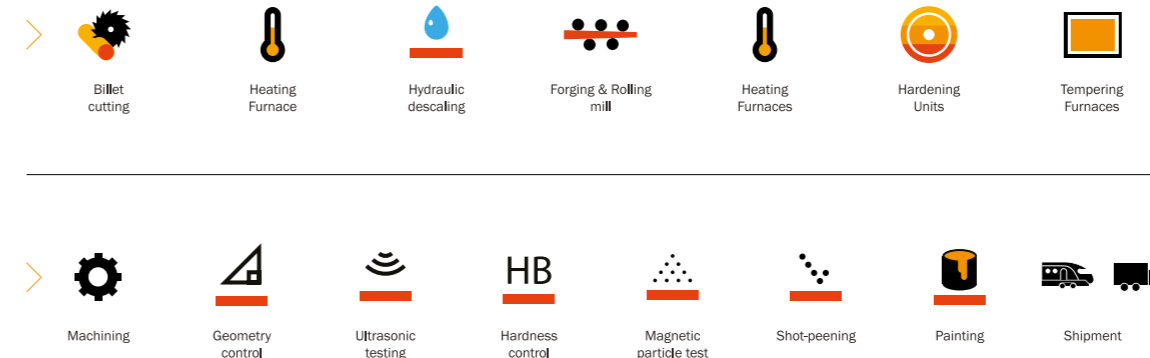 Billet
cutting
Heating
Furnace
Hydraulic
descaling
Forging & Rolling
mill
Heating
Furnaces
Hardening
Units
Tempering
Furnaces
HB
Machining
Geometry
control
Ultrasonic
testing
Hardness
control
Magnetic
particle test
Shot-peening
Painting
Shipment